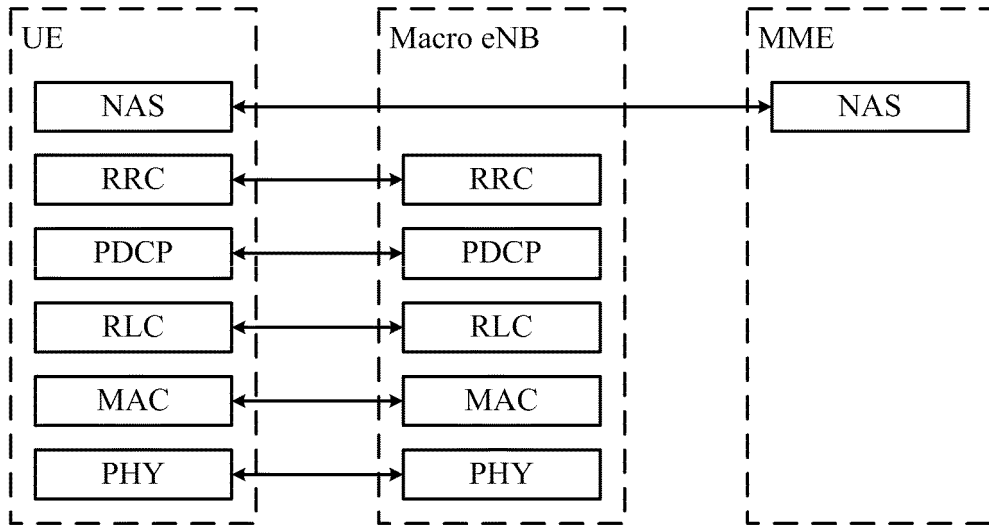 UE Macro eNB MME
NAS NAS
RRC RRC
PDCP PDCP
RLC RLC
MAC MAC
PHY PHY